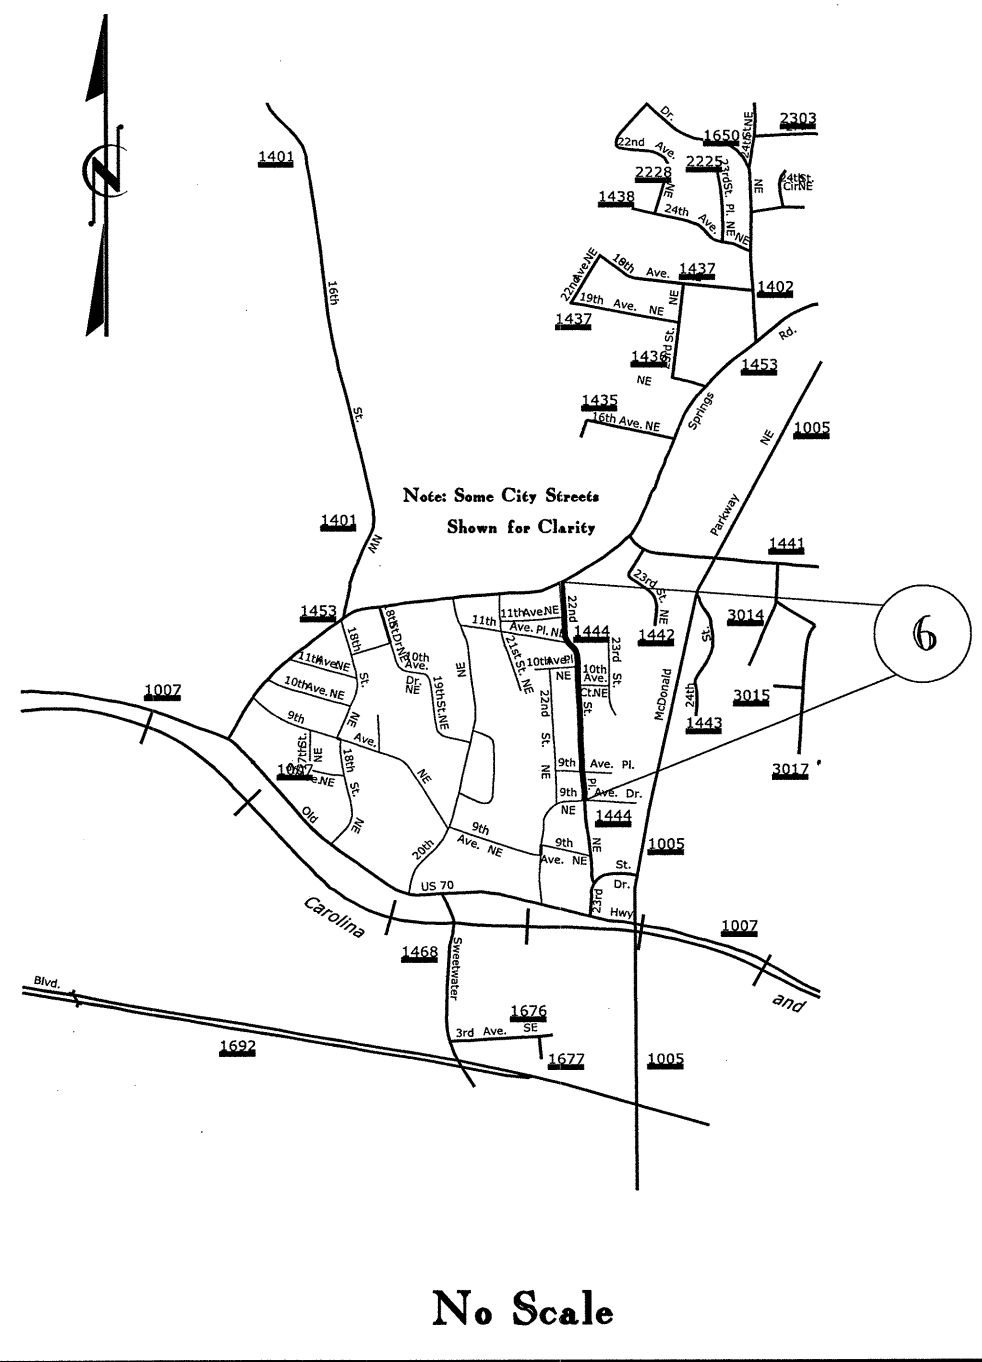 N
Dr.
24th St NE
2303
1650
22nd Ave.
2225
2228
23rd St. Pl. NE
NE
NE
24th St.
Cir NE
1438
24th Ave. NE
22nd Ave. NE
18th Ave. 1437
1402
NE
19th Ave. NE
1437
23rd St.
1436
NE
Rd.
1453
1435
16th Ave. NE
Springs
NE
1005
1401
16th
St.
1401
NW
Note: Some City Streets
Shown for Clarity
Parkway
1441
1453
18th St Dr NE
11th
11th Ave NE
Ave. Pl. NE
22nd
1444
23rd St. NE
1442
3014
6
18th St. NE
11th Ave NE
10th Ave. NE
10th
Ave.
Dr.
NE
19th St. NE
NE
21st St. NE
10th Ave Pl
NE
10th
Ave.
Ct. NE
23rd St.
St.
22nd St. NE
McDonald
24th
St.
1443
3015
3017
1007
9th Ave. NE
17th St. NE
1007
18th St. NE
Old
9th Ave. Pl.
Pl.
9th Ave. Dr.
NE
1444
NE
20th
9th
Ave. NE
9th
Ave. NE
1005
St.
Dr.
23rd
US 70
Hwy
Carolina
1007
and
1468
Sweetwater
Blvd.
1692
1676
3rd Ave. SE
1677
1005
No Scale